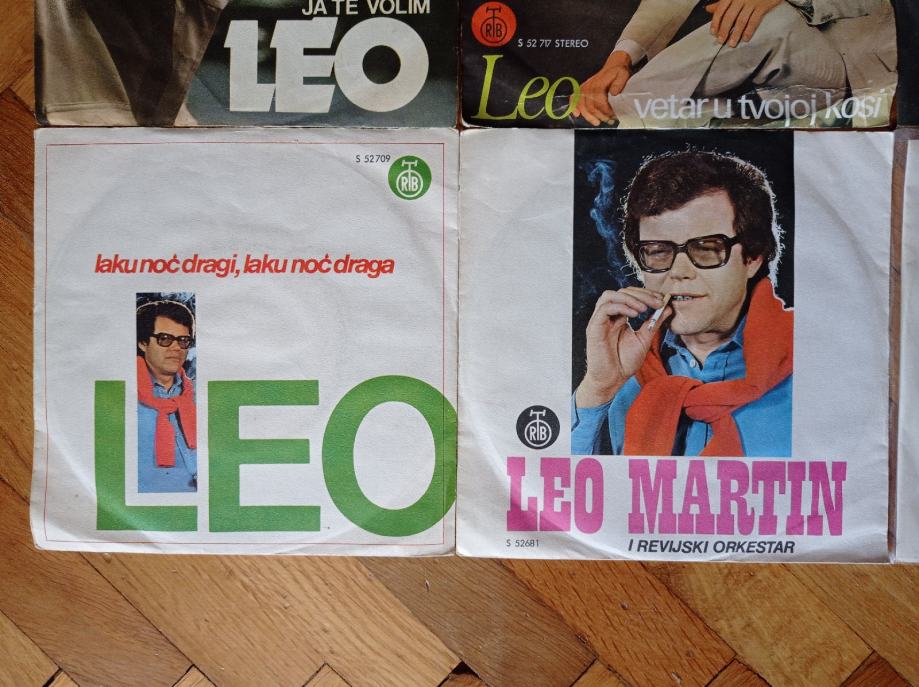 JA TE VOLIM
LEO
RTB
S 52 717 STEREO
Leo
vetar u tvojoj kosi
S 52709
RTB
laku noć dragi, laku noć draga
LEO
RTB
LEO MARTIN
S 52681
I REVIJSKI ORKESTAR